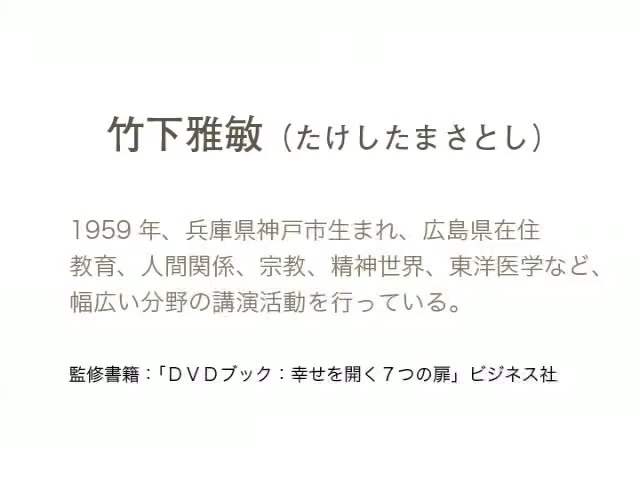 竹下雅敏（たけしたまさとし）
1959 年、兵庫県神戸市生まれ、広島県在住
教育、人間関係、宗教、精神世界、東洋医学など、
幅広い分野の講演活動を行っている。
監修書籍：「ＤＶＤブック：幸せを開く７つの扉」ビジネス社